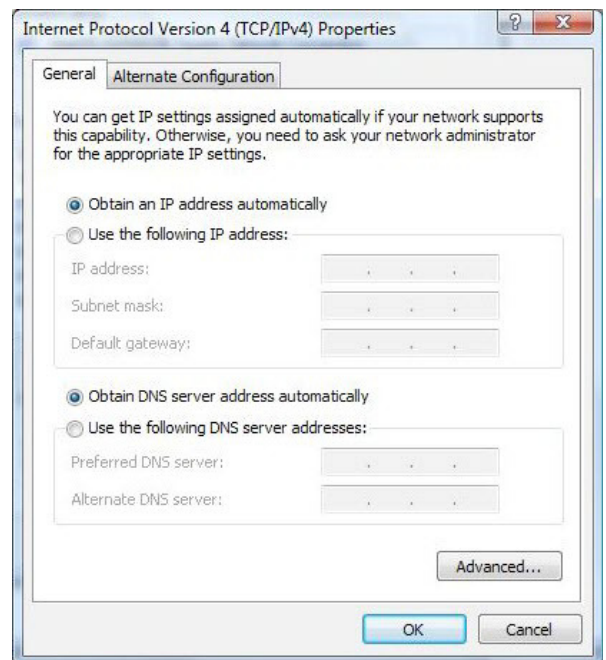 Internet Protocol Version 4 (TCP/IPv4) Properties
General
Alternate Configuration
You can get IP settings assigned automatically if your network supports
this capability. Otherwise, you need to ask your network administrator
for the appropriate IP settings.
Obtain an IP address automatically
Use the following IP address:
IP address:
Subnet mask:
Default gateway:
Obtain DNS server address automatically
Use the following DNS server addresses:
Preferred DNS server:
Alternate DNS server:
Advanced...
OK
Cancel